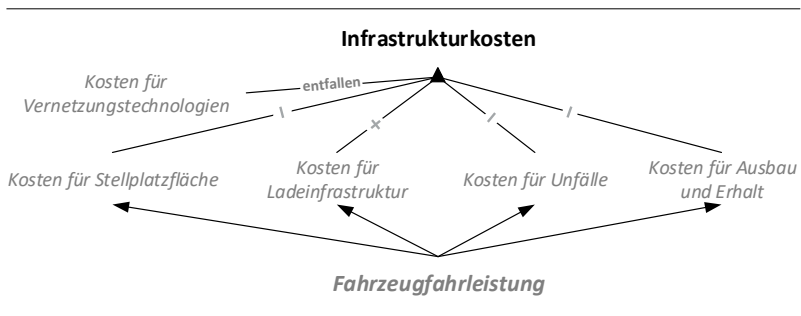 Infrastrukturkosten
Kosten für
Vernetzungstechnologien
entfallen
–
+
–
–
Kosten für Stellplatzfläche
Kosten für
Ladeinfrastruktur
Kosten für Unfälle
Kosten für Ausbau
und Erhalt
Fahrzeugfahrleistung